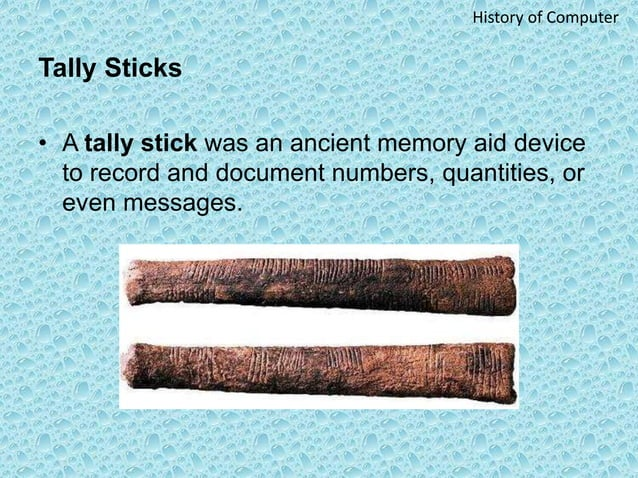 History of Computer
Tally Sticks
• A tally stick was an ancient memory aid device
to record and document numbers, quantities, or
even messages.